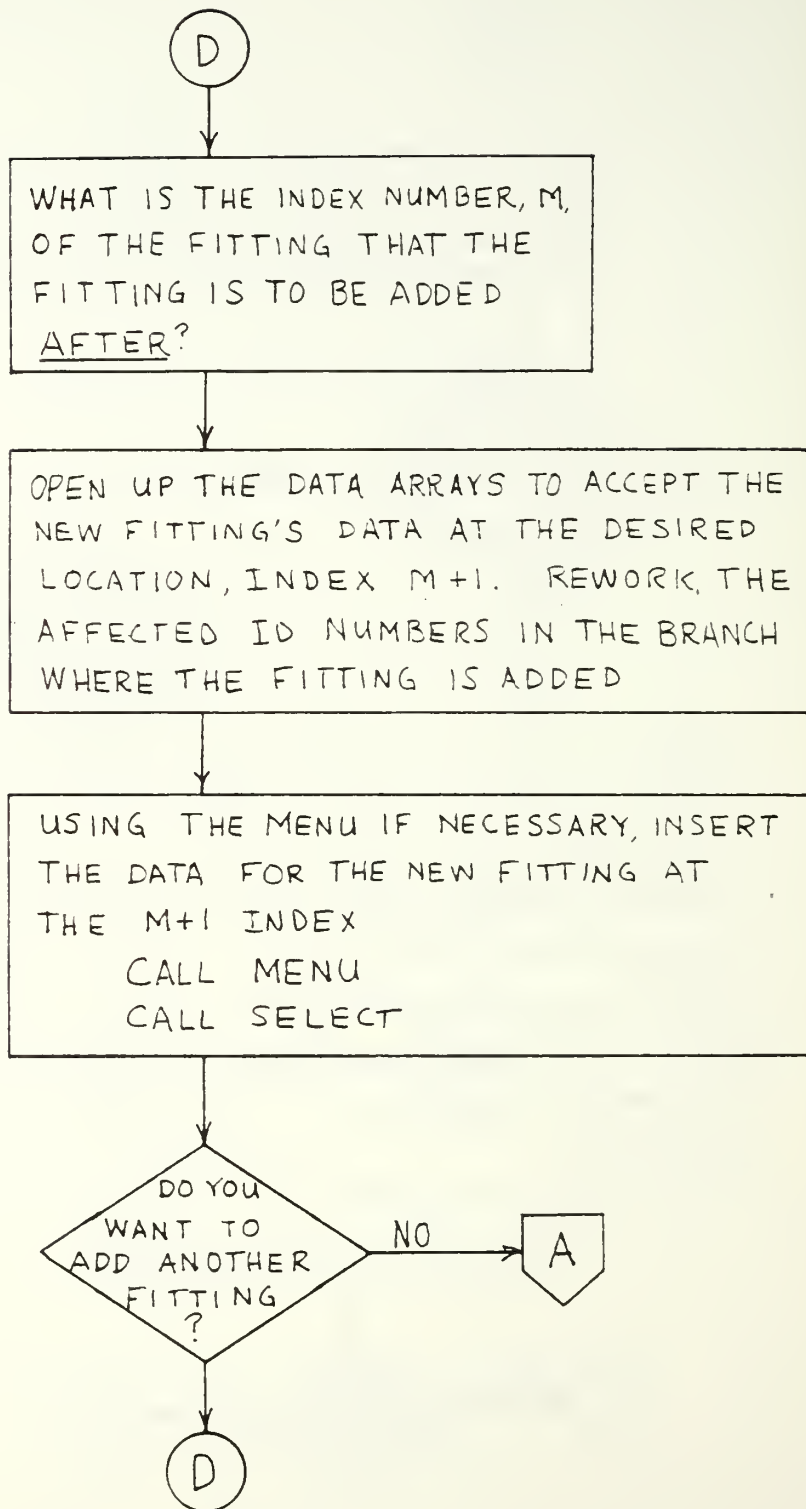 D
WHAT IS THE INDEX NUMBER, M,
OF THE FITTING THAT THE
FITTING IS TO BE ADDED
AFTER?
OPEN UP THE DATA ARRAYS TO ACCEPT THE
NEW FITTING'S DATA AT THE DESIRED
LOCATION, INDEX M+1. REWORK THE
AFFECTED ID NUMBERS IN THE BRANCH
WHERE THE FITTING IS ADDED
USING THE MENU IF NECESSARY, INSERT
THE DATA FOR THE NEW FITTING AT
THE M+1 INDEX
CALL MENU
CALL SELECT
DO YOU
WANT TO
ADD ANOTHER
FITTING
?
NO
A
D